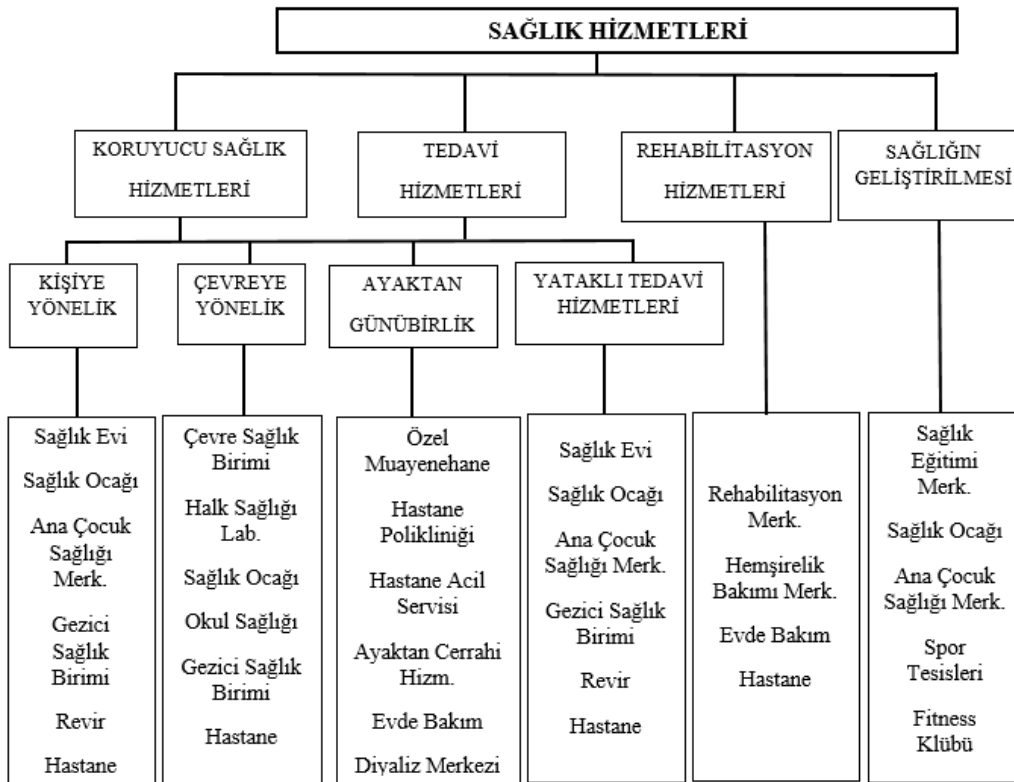 SAĞLIK HİZMETLERİ
KORUYUCU SAĞLIK
HİZMETLERİ
TEDAVİ
HİZMETLERİ
REHABİLİTASYON
HİZMETLERİ
SAĞLIĞIN
GELİŞTİRİLMESİ
KİŞİYE
YÖNELİK
ÇEVREYE
YÖNELİK
AYAKTAN
GÜNÜBİRLİK
YATAKLI TEDAVİ
HİZMETLERİ
Sağlık Evi
Sağlık Ocağı
Ana Çocuk
Sağlığı
Merk.
Gezici
Sağlık
Birimi
Revir
Hastane
Çevre Sağlık
Birimi
Halk Sağlığı
Lab.
Sağlık Ocağı
Okul Sağlığı
Gezici Sağlık
Birimi
Hastane
Özel
Muayenehane
Hastane
Polikliniği
Hastane Acil
Servisi
Ayaktan Cerrahi
Hizm.
Evde Bakım
Diyaliz Merkezi
Sağlık Evi
Sağlık Ocağı
Ana Çocuk
Sağlığı Merk.
Gezici Sağlık
Birimi
Revir
Hastane
Rehabilitasyon
Merk.
Hemşirelik
Bakımı Merk.
Evde Bakım
Hastane
Sağlık
Eğitimi
Merk.
Sağlık Ocağı
Ana Çocuk
Sağlığı Merk.
Spor
Tesisleri
Fitness
Klübü